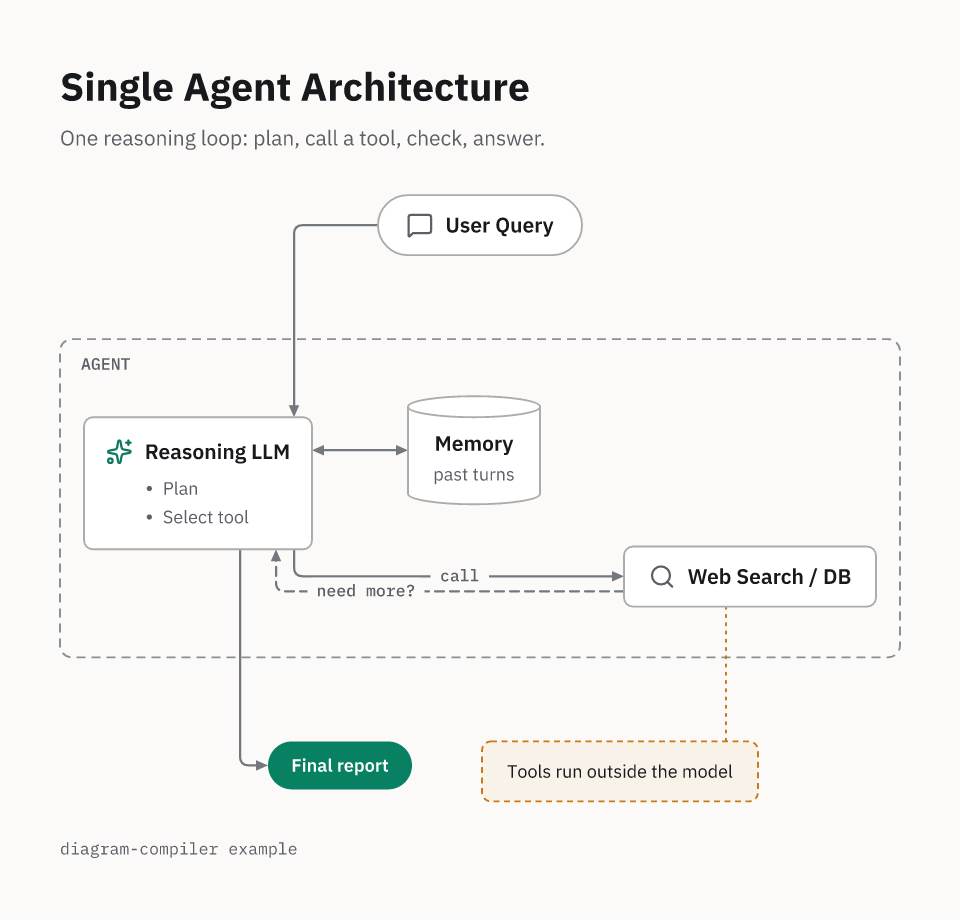 Single Agent Architecture
One reasoning loop: plan, call a tool, check, answer.
User Query
AGENT
Reasoning LLM
• Plan
• Select tool
Memory
past turns
call
need more?
Web Search / DB
Final report
Tools run outside the model
diagram-compiler example